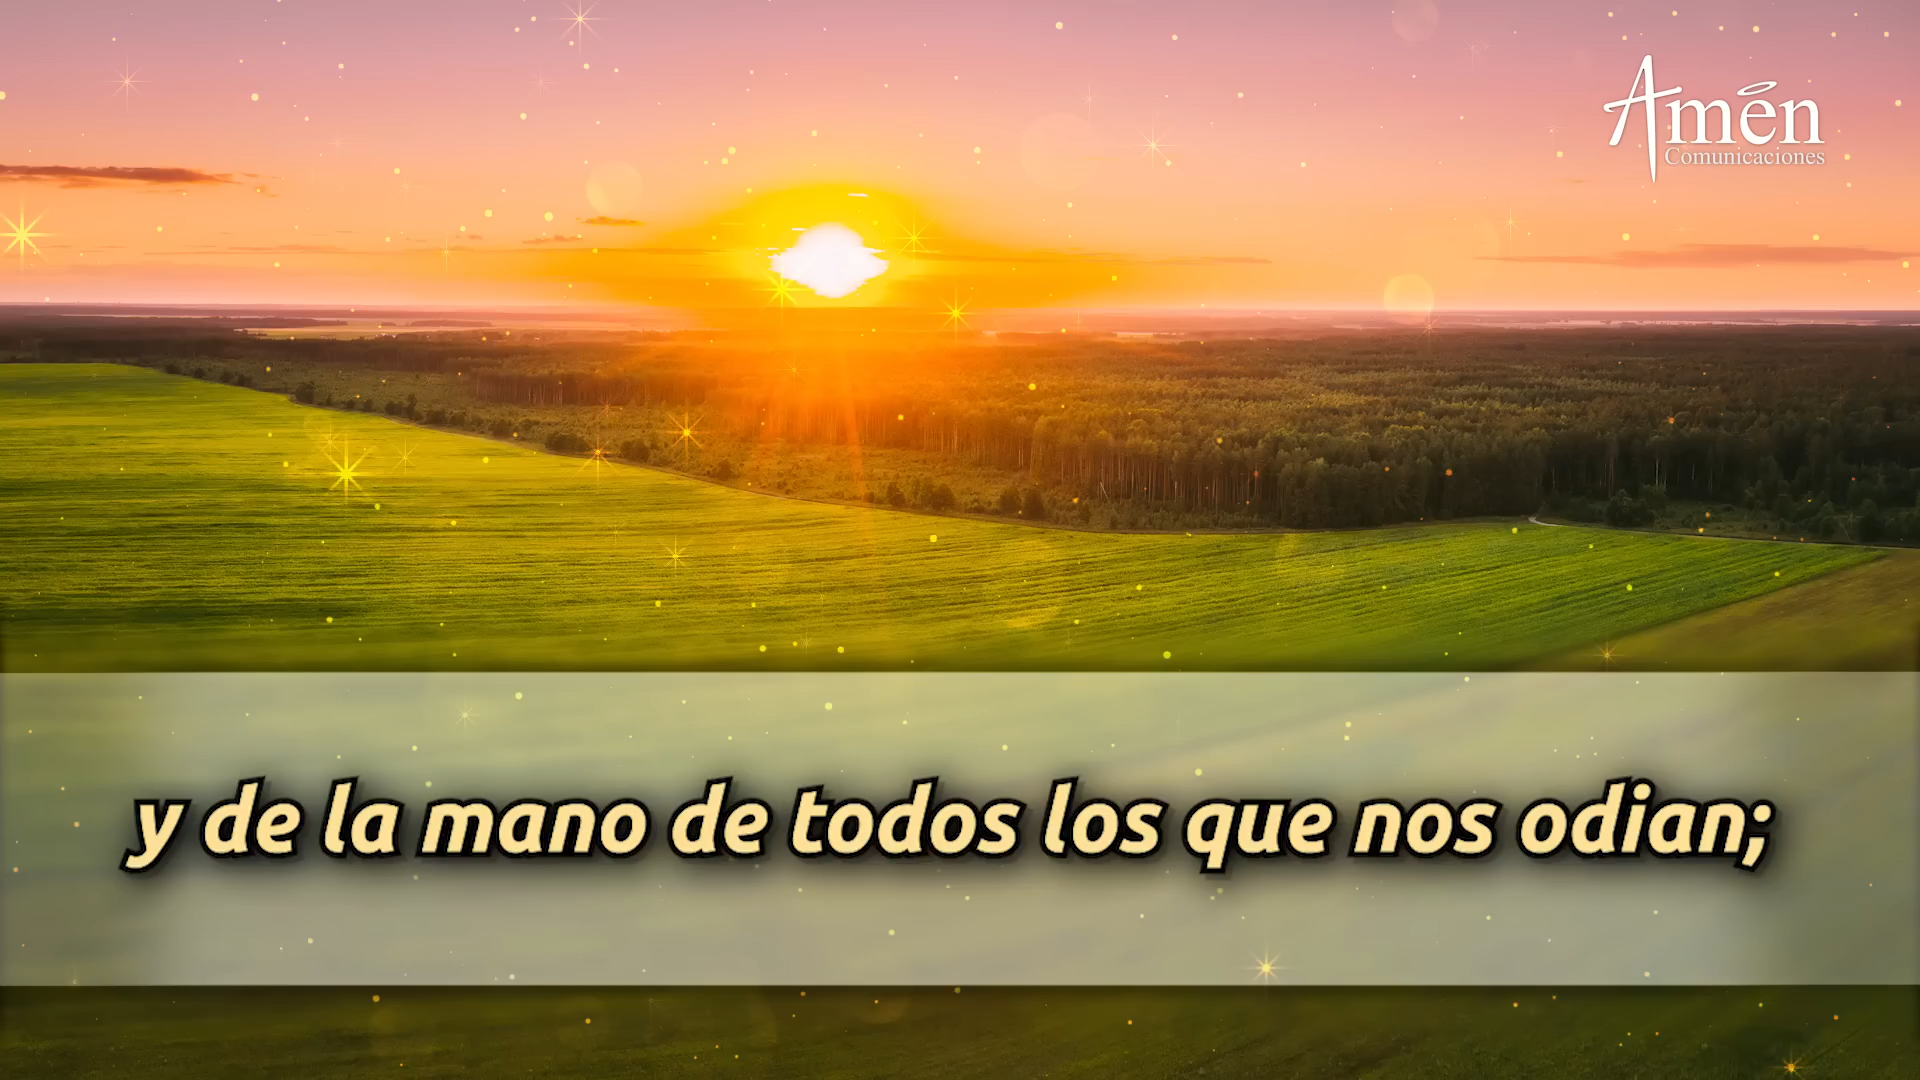 Amén
Comunicaciones
y de la mano de todos los que nos odian;